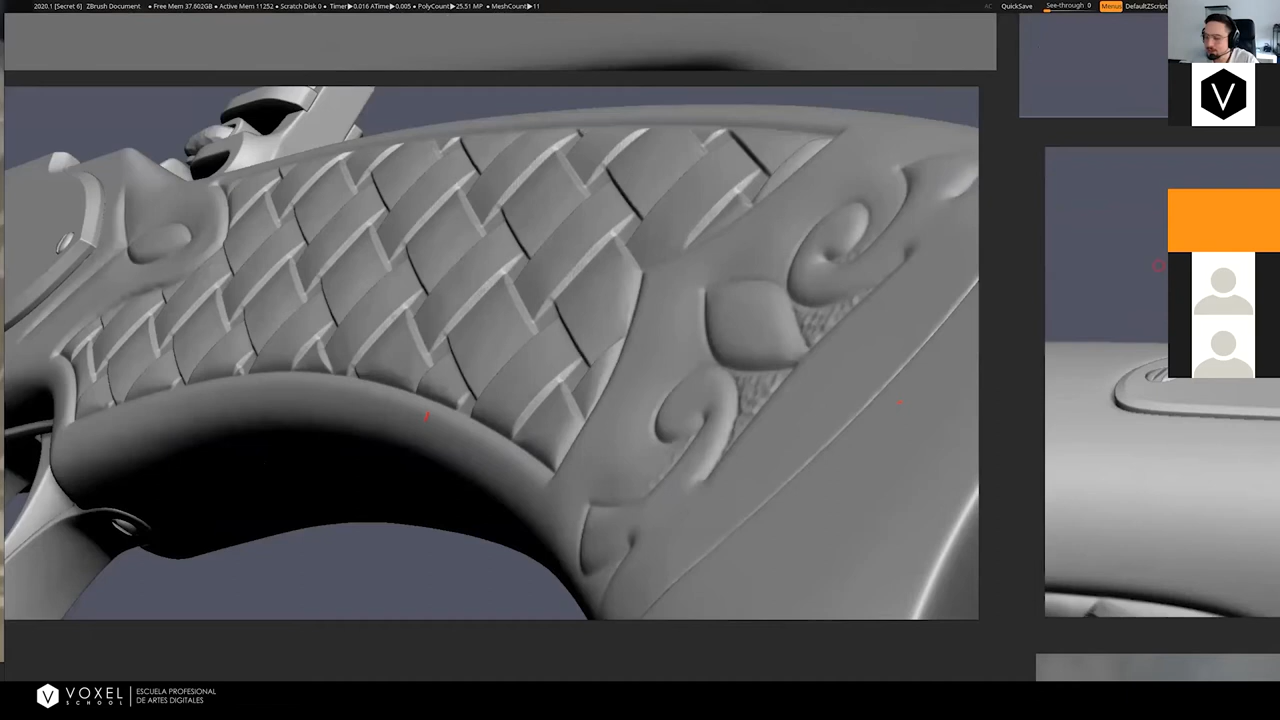 2020.1 [Secret 6] ZBrush Document • Free Mem 37.602GB • Active Mem 11252 • Scratch Disk 0 • Timer▶0.016 ATime▶0.005 • PolyCount▶25.51 MP • MeshCount▶11 AC QuickSave See-through 0 Menus DefaultZScript
V
V VOXEL SCHOOL
ESCUELA PROFESIONAL
DE ARTES DIGITALES